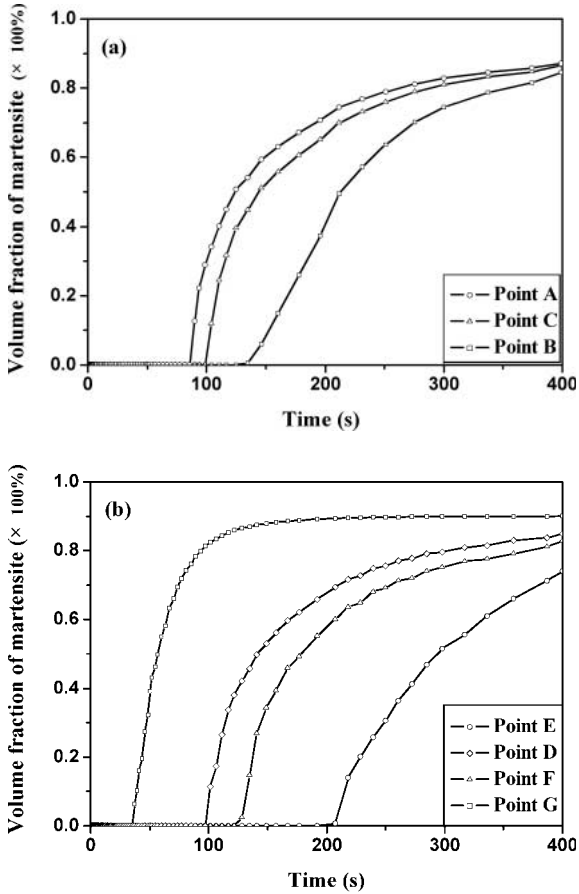 (a)
Volume fraction of martensite (× 100%)
1.0
0.8
0.6
0.4
0.2
0.0
0
100
200
300
400
Time (s)
Point A
Point C
Point B
(b)
Volume fraction of martensite (× 100%)
1.0
0.8
0.6
0.4
0.2
0.0
0
100
200
300
400
Time (s)
Point E
Point D
Point F
Point G